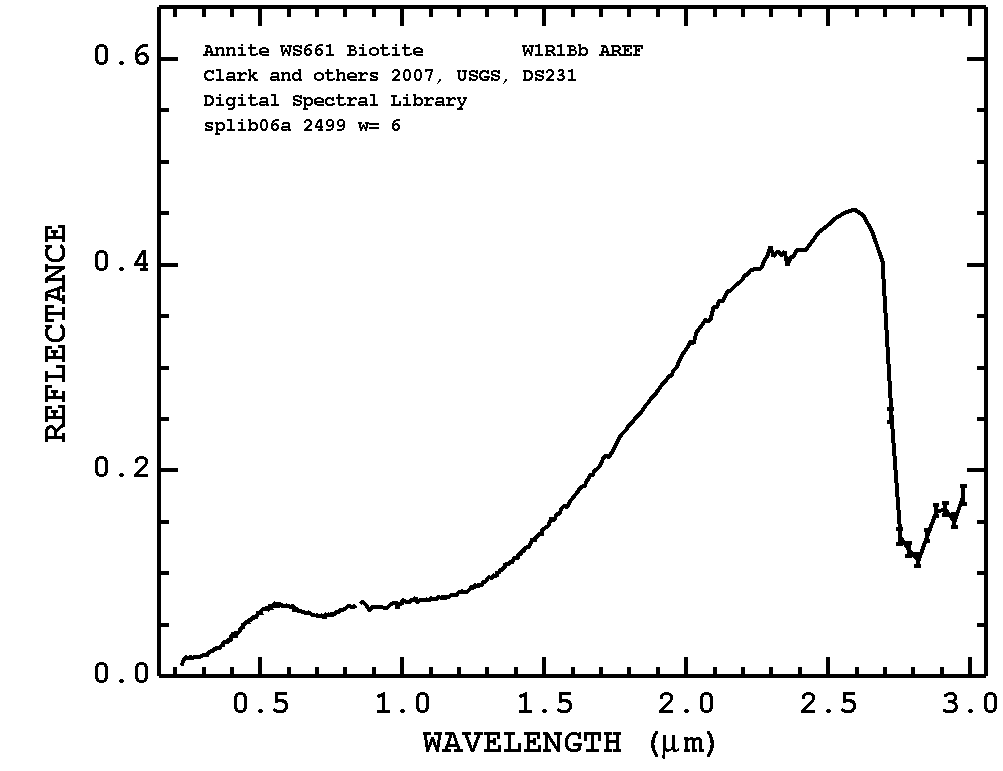 Annite WS661 Biotite W1R1Bb AREF
Clark and others 2007, USGS, DS231
Digital Spectral Library
splib06a 2499 w= 6
0.6
0.4
0.2
0.0
REFLECTANCE
0.5 1.0 1.5 2.0 2.5 3.0
WAVELENGTH (μm)